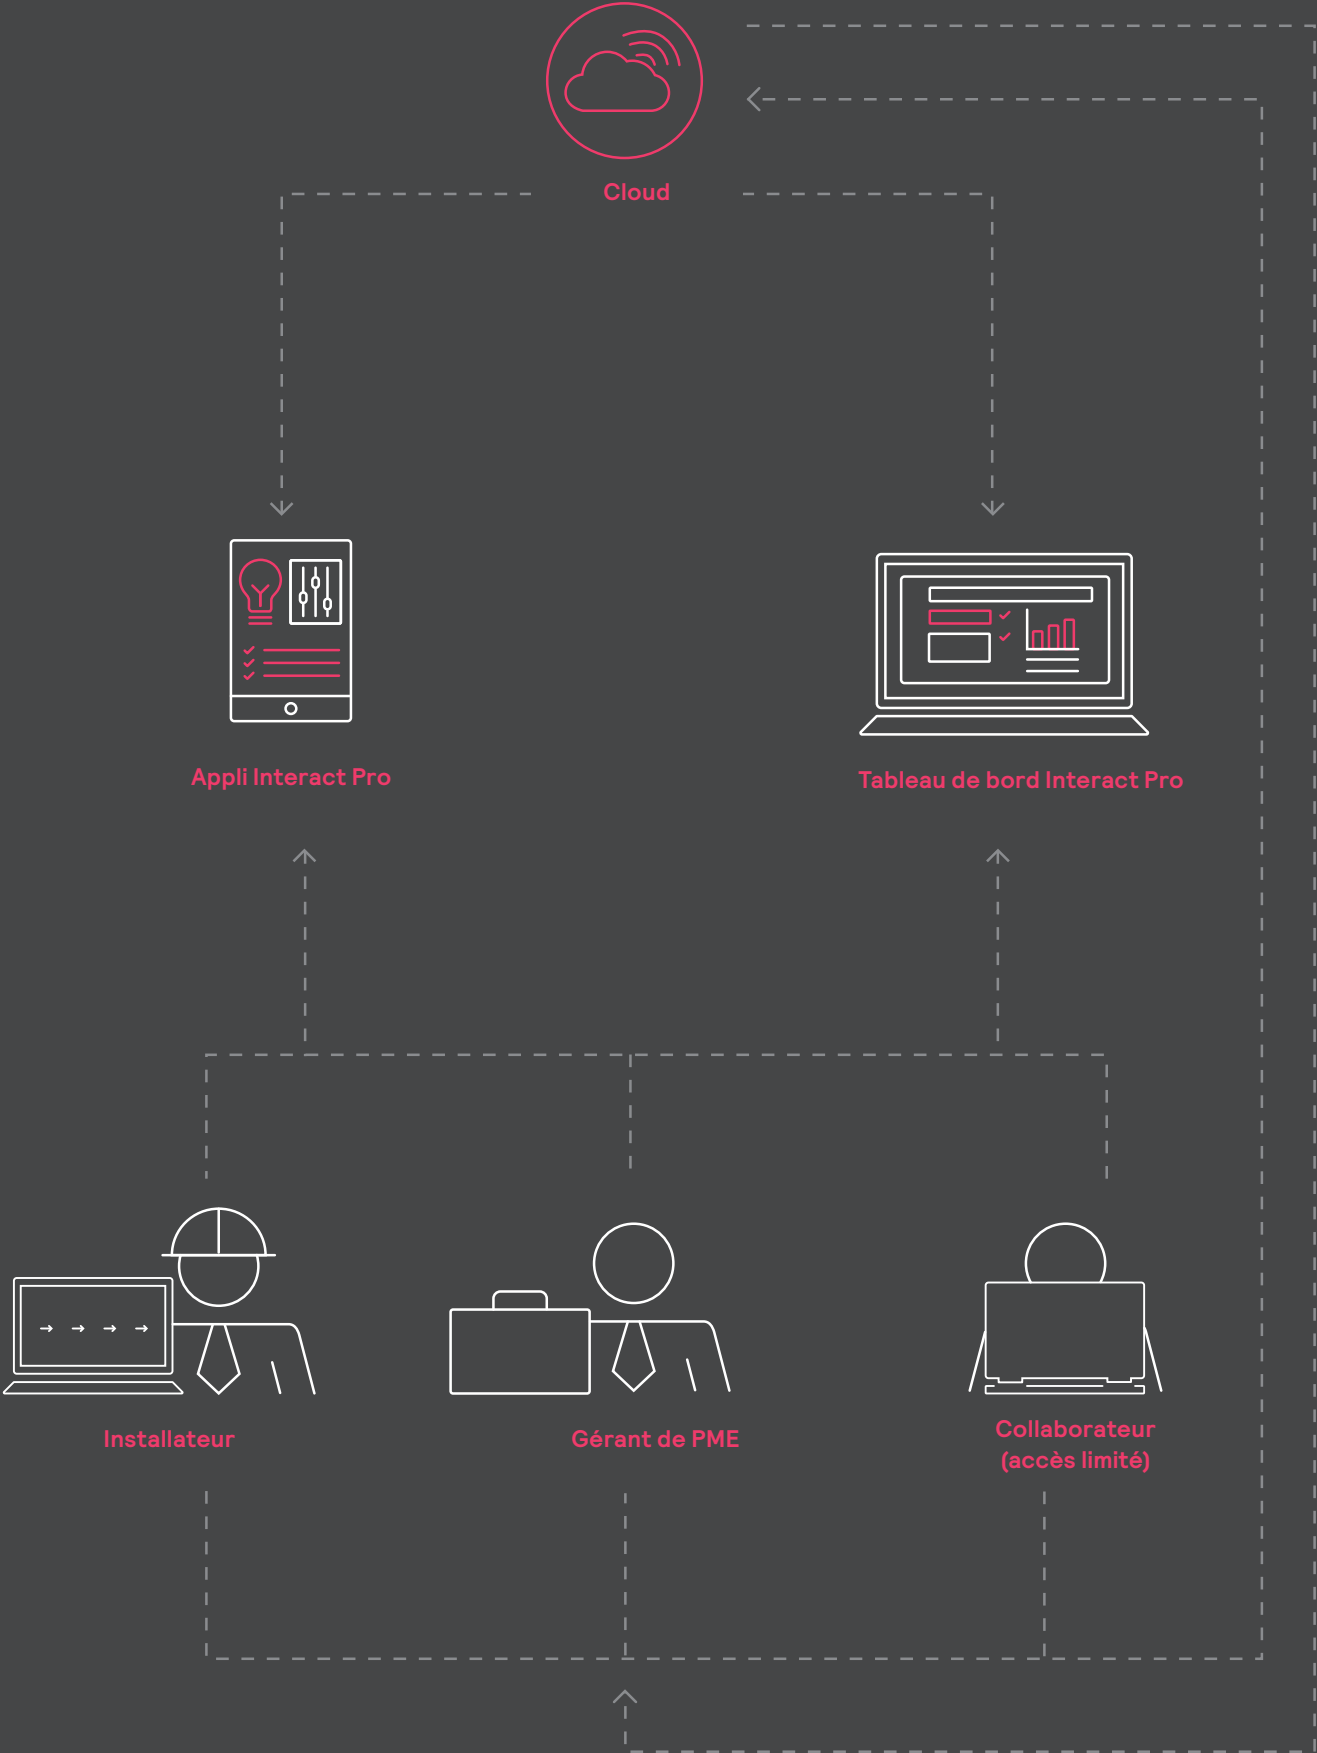 Cloud
Appli Interact Pro
Tableau de bord Interact Pro
Installateur
Gérant de PME
Collaborateur
(accès limité)